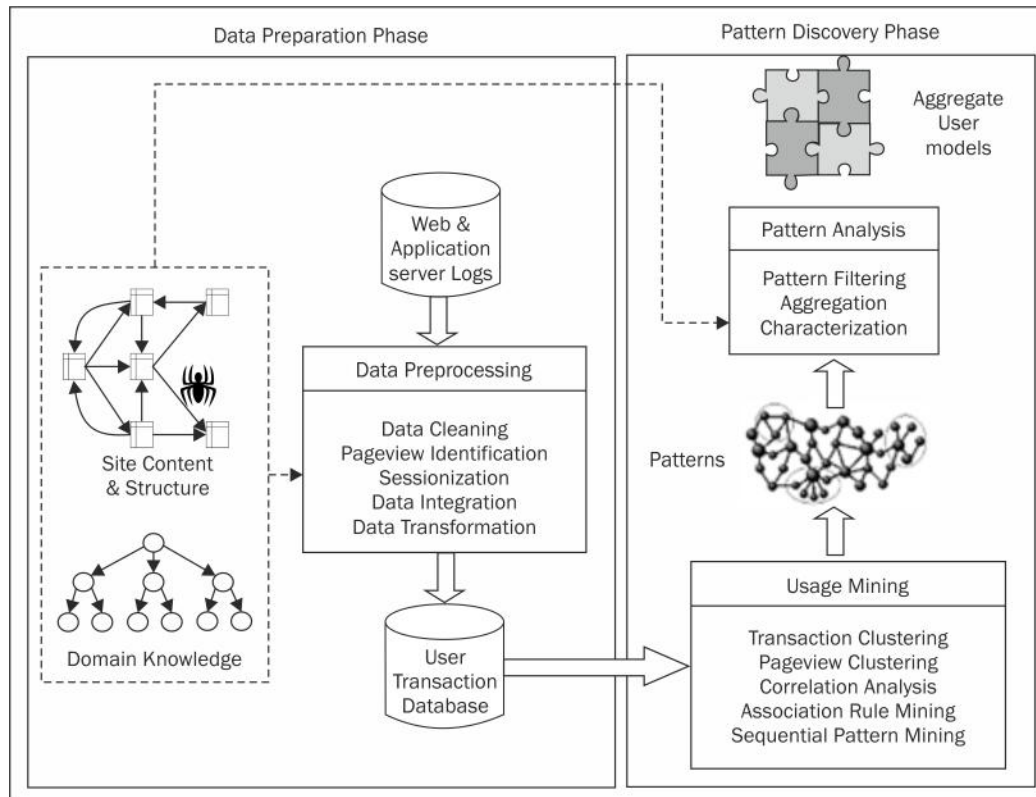 Data Preparation Phase
Web &
Application
server Logs
Data Preprocessing
Data Cleaning
Pageview Identification
Sessionization
Data Integration
Data Transformation
Site Content
& Structure
Domain Knowledge
User
Transaction
Database
Pattern Discovery Phase
Aggregate
User
models
Pattern Analysis
Pattern Filtering
Aggregation
Characterization
Patterns
Usage Mining
Transaction Clustering
Pageview Clustering
Correlation Analysis
Association Rule Mining
Sequential Pattern Mining